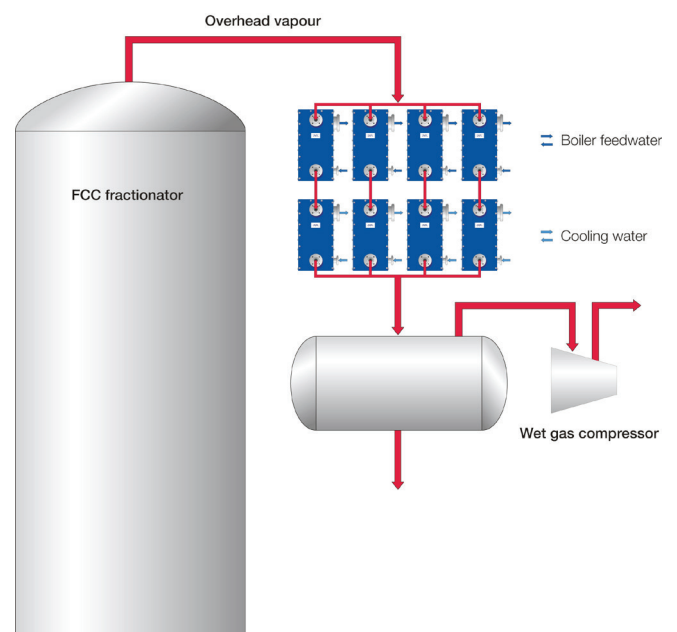 Overhead vapour
FCC fractionator
Boiler feedwater
Cooling water
Wet gas compressor